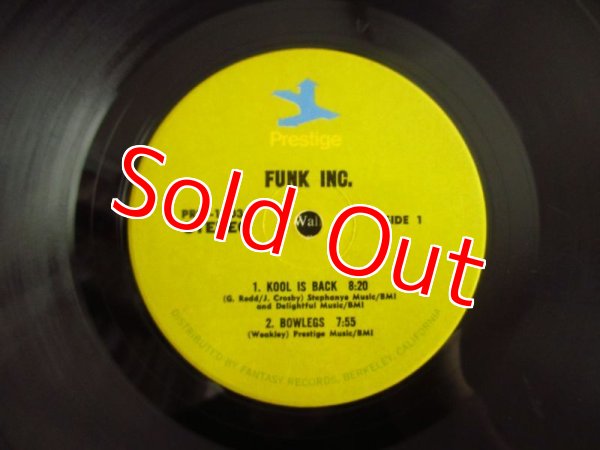 Prestige
FUNK INC.
Sold Out
SIDE 1
1. KOOL IS BACK 8:20
(G. Redd/J. Crosby) Stephanye Music/BMI
and Delightful Music/BMI)
2. BOWLEGS 7:55
(Weakley) Prestige Music/BMI
DISTRIBUTED BY FANTASY RECORDS, BERKELEY, CALIFORNIA